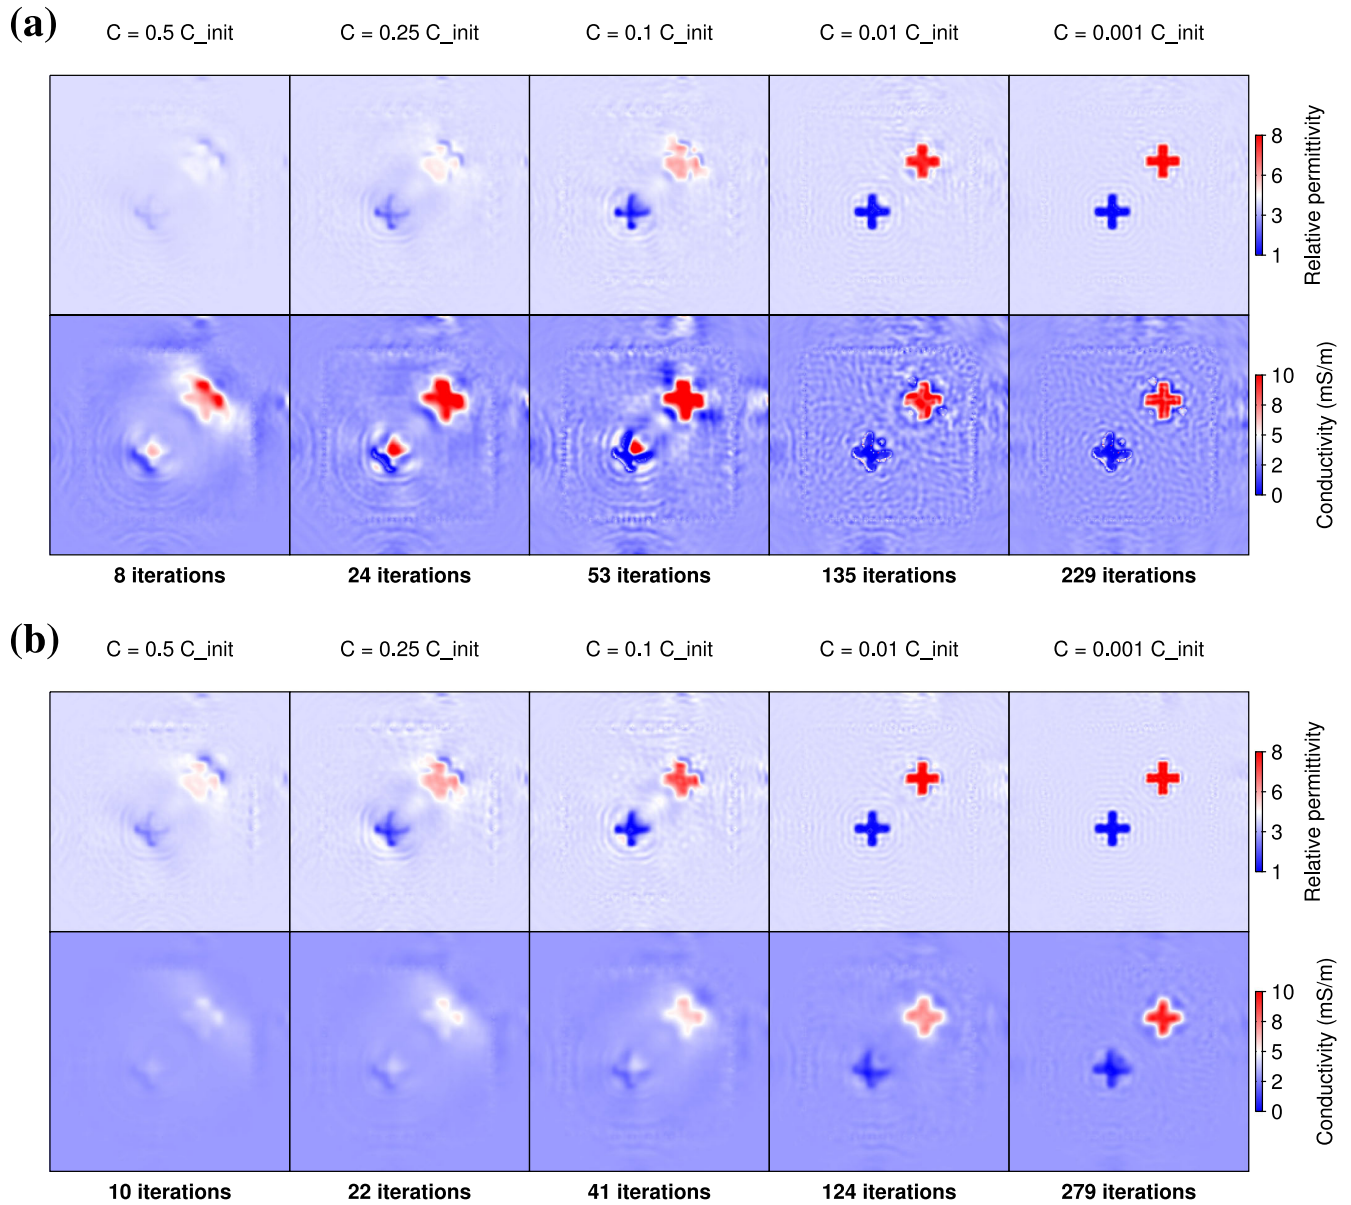 (a)
C = 0.5 C_init C = 0.25 C_init C = 0.1 C_init C = 0.01 C_init C = 0.001 C_init
8
6
3
1
Relative permittivity
10
8
5
2
0
Conductivity (mS/m)
8 iterations 24 iterations 53 iterations 135 iterations 229 iterations
(b)
C = 0.5 C_init C = 0.25 C_init C = 0.1 C_init C = 0.01 C_init C = 0.001 C_init
8
6
3
1
Relative permittivity
10
8
5
2
0
Conductivity (mS/m)
10 iterations 22 iterations 41 iterations 124 iterations 279 iterations